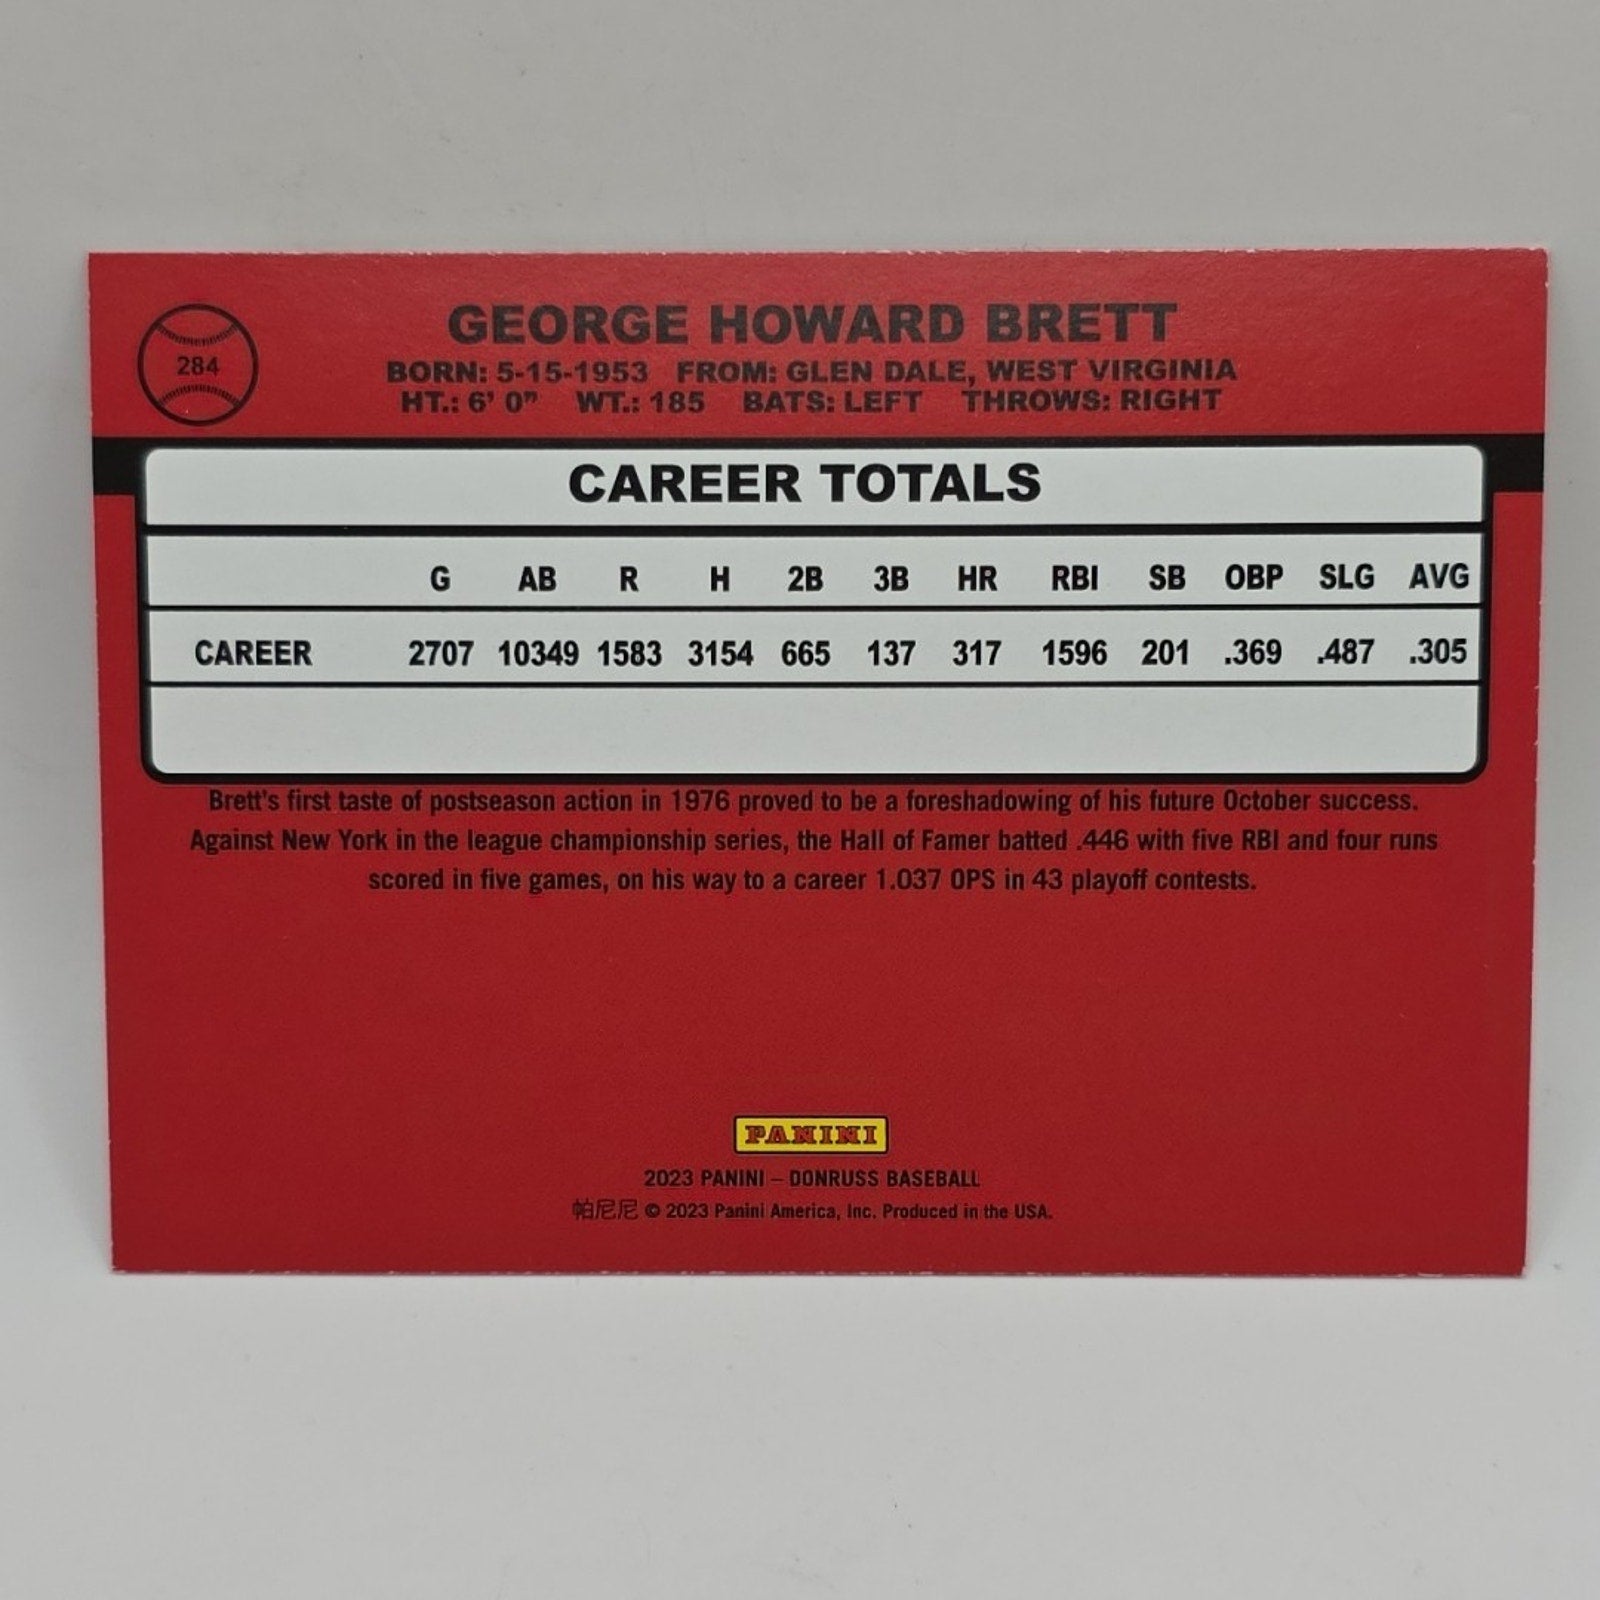 284
GEORGE HOWARD BRETT
BORN: 5-15-1953 FROM: GLEN DALE, WEST VIRGINIA
HT.: 6' 0" WT.: 185 BATS: LEFT THROWS: RIGHT
CAREER TOTALS
G AB R H 2B 3B HR RBI SB OBP SLG AVG
CAREER 2707 10349 1583 3154 665 137 317 1596 201 .369 .487 .305
Brett's first taste of postseason action in 1976 proved to be a foreshadowing of his future October success.
Against New York in the league championship series, the Hall of Famer batted .446 with five RBI and four runs
scored in five games, on his way to a career 1.037 OPS in 43 playoff contests.
PANINI
2023 PANINI – DONRUSS BASEBALL
帕尼尼 © 2023 Panini America, Inc. Produced in the USA.